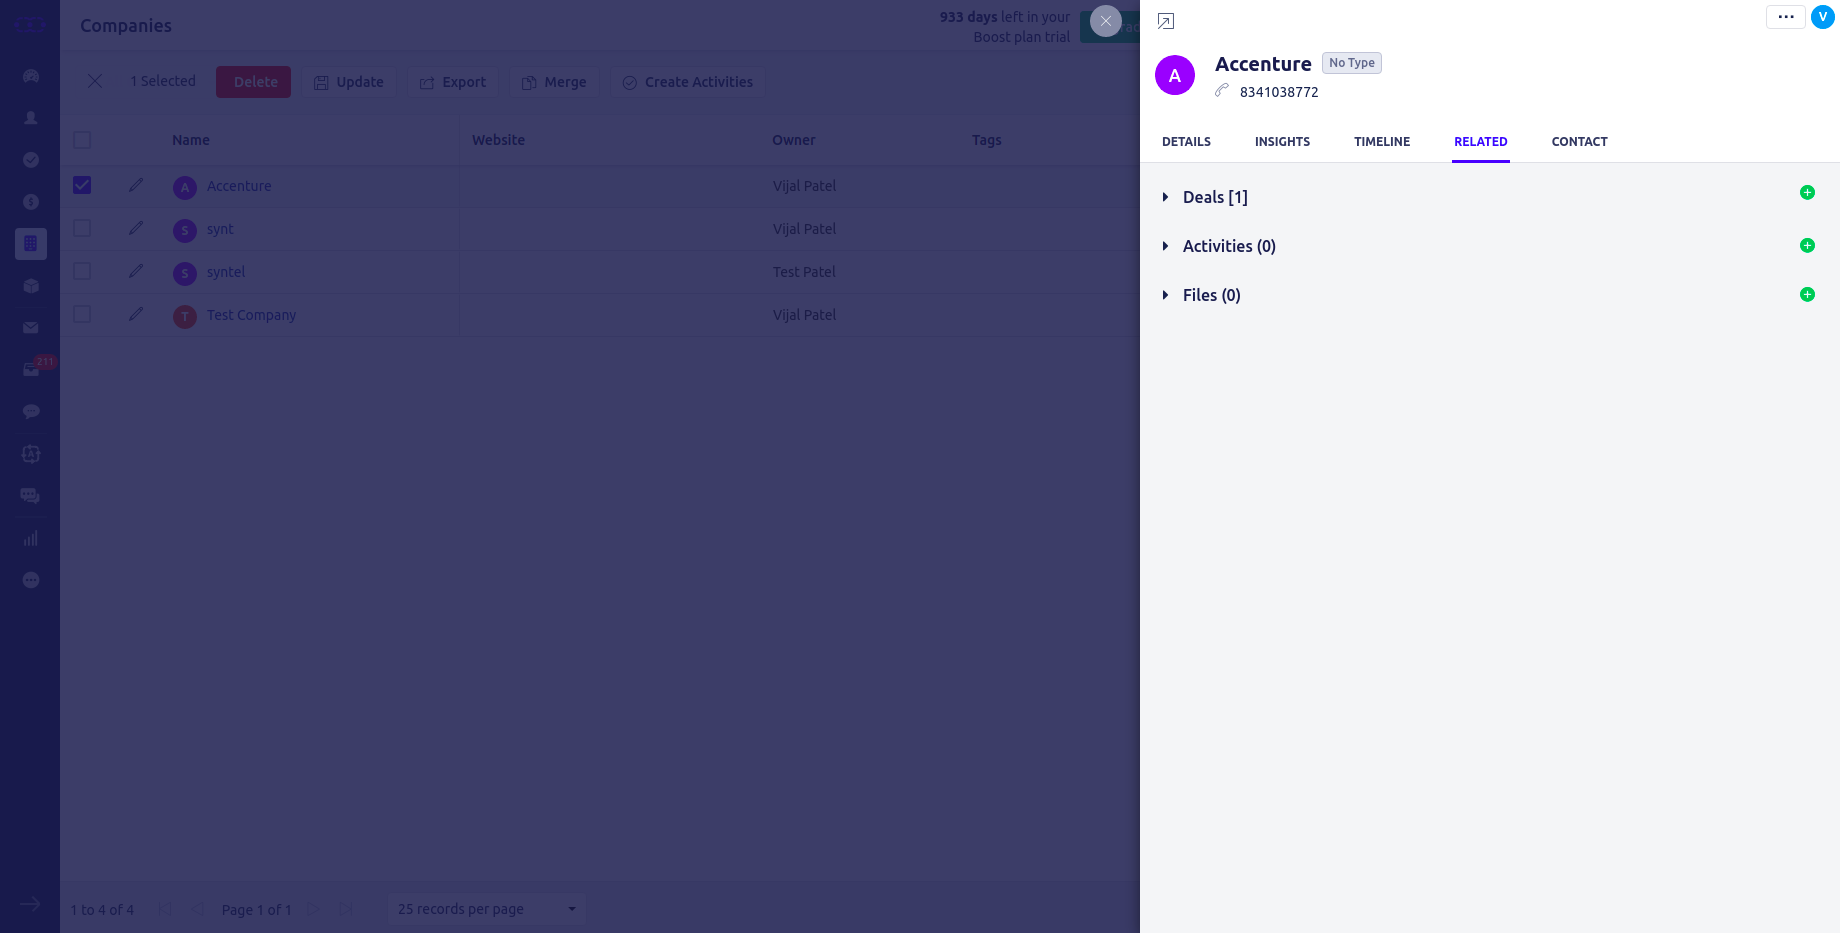 Companies
933 days left in your
Boost plan trial
1 Selected
Delete
Update
Export
Merge
Create Activities
Name
Website
Owner
Tags
A
Accenture
Vijal Patel
S
synt
Vijal Patel
S
syntel
Test Patel
T
Test Company
Vijal Patel
211
1 to 4 of 4
Page 1 of 1
25 records per page
V
A
Accenture
No Type
8341038772
DETAILS
INSIGHTS
TIMELINE
RELATED
CONTACT
Deals [1]
Activities (0)
Files (0)